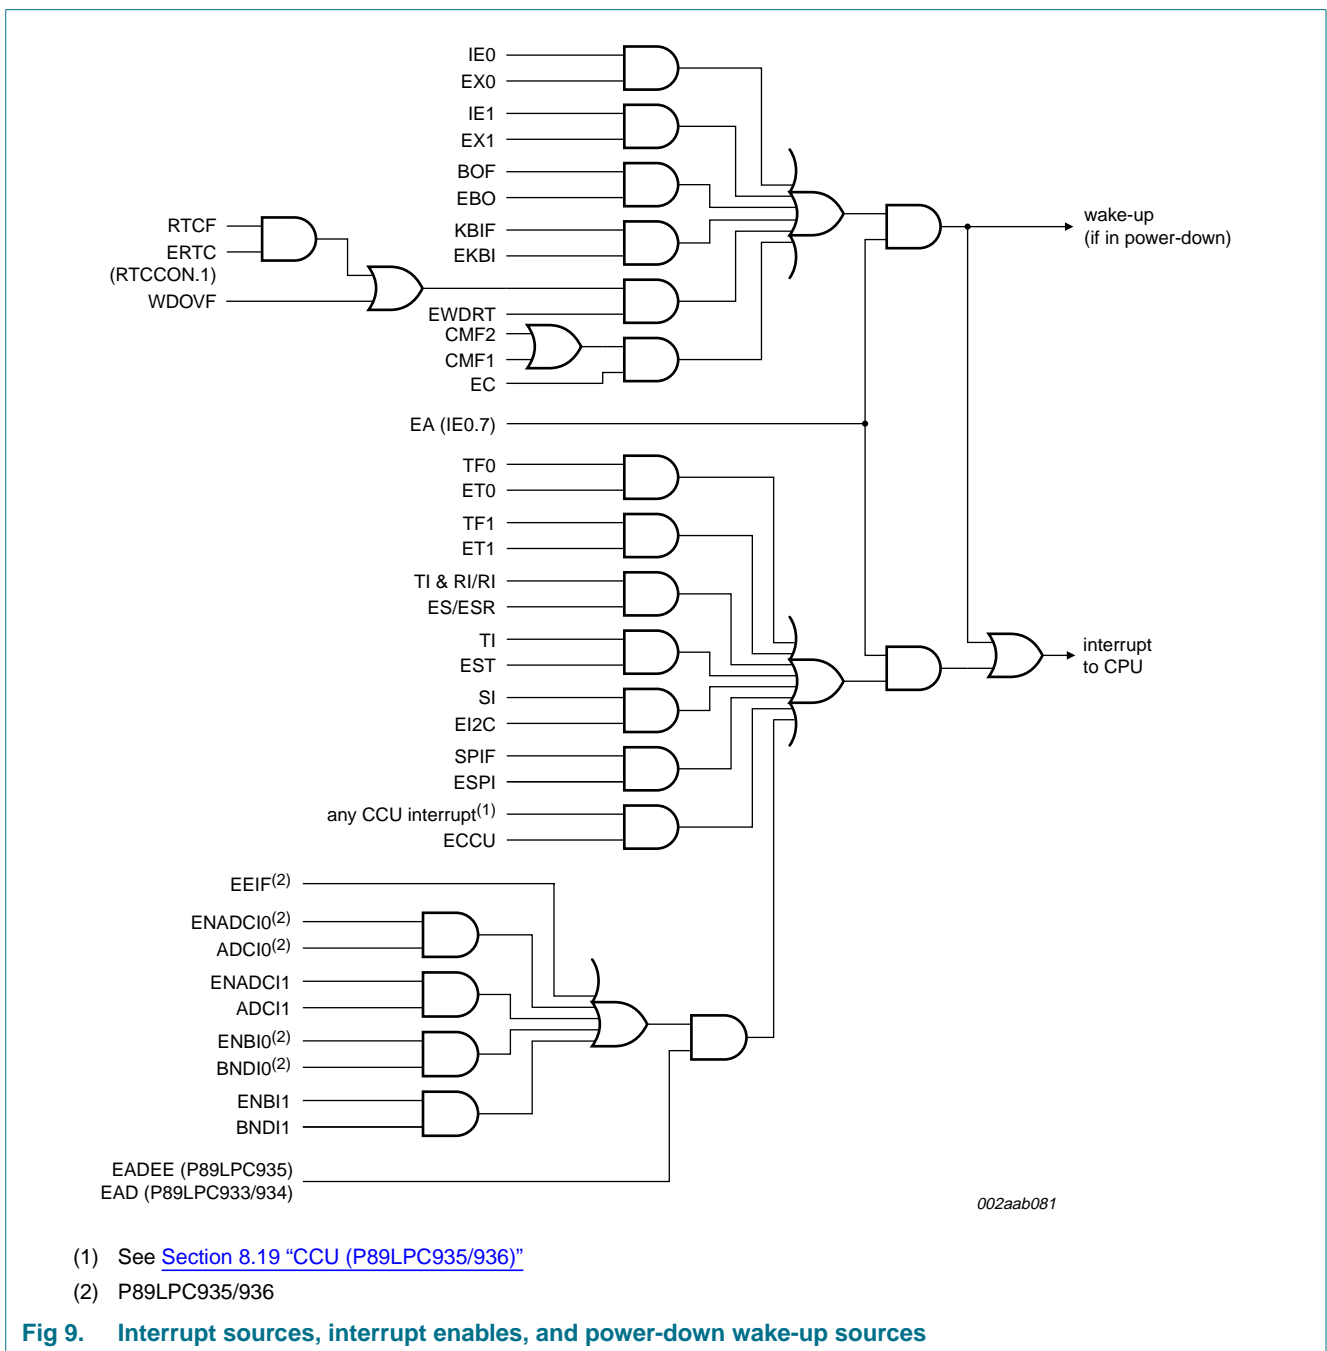 IE0
EX0
IE1
EX1
BOF
EBO
RTCF
ERTC
(RTCCON.1)
WDOVF
KBIF
EKBI
EWDRT
CMF2
CMF1
EC
wake-up
(if in power-down)
EA (IE0.7)
TF0
ET0
TF1
ET1
TI & RI/RI
ES/ESR
TI
EST
interrupt
to CPU
SI
EI2C
SPIF
ESPI
any CCU interrupt(1)
ECCU
EEIF(2)
ENADCI0(2)
ADCI0(2)
ENADCI1
ADCI1
ENBI0(2)
BNDI0(2)
ENBI1
BNDI1
EADEE (P89LPC935)
EAD (P89LPC933/934)
002aab081
(1) See Section 8.19 “CCU (P89LPC935/936)”
(2) P89LPC935/936
Fig 9. Interrupt sources, interrupt enables, and power-down wake-up sources